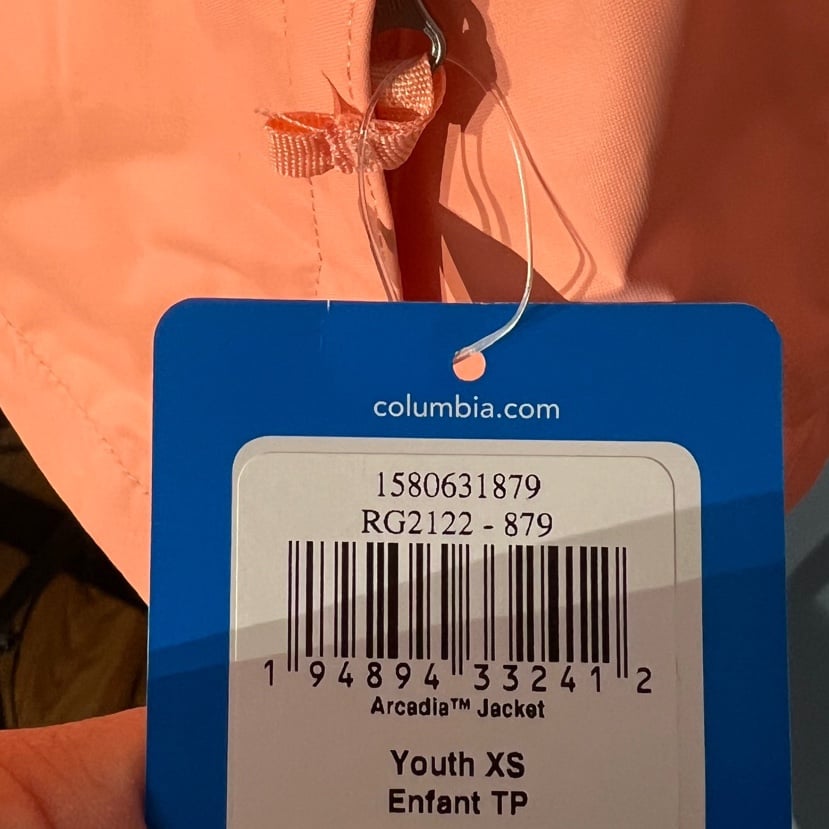 columbia.com
1580631879
RG2122 - 879
1 94894 33241 2
Arcadia™ Jacket
Youth XS
Enfant TP